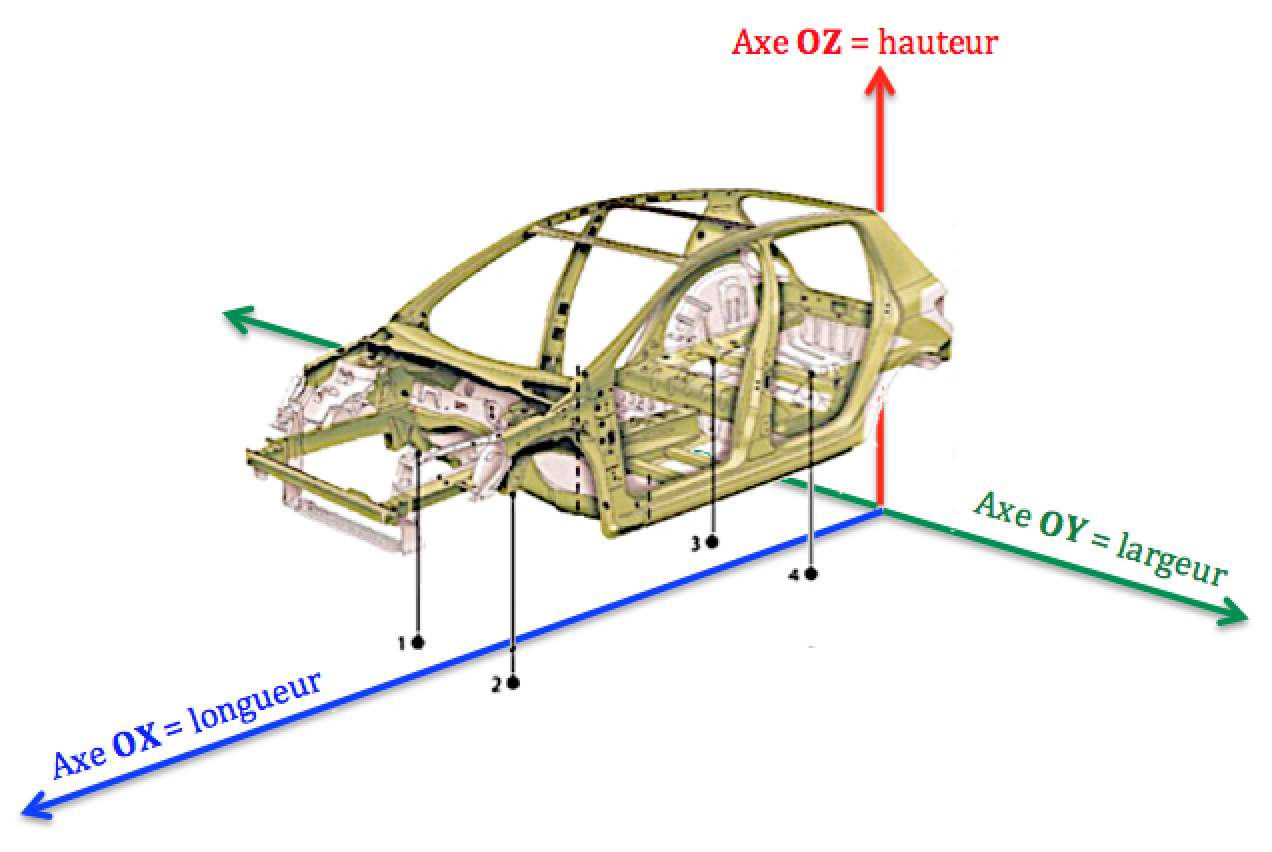 Axe OZ = hauteur
Axe OY = largeur
3
4
1
2
Axe OX = longueur